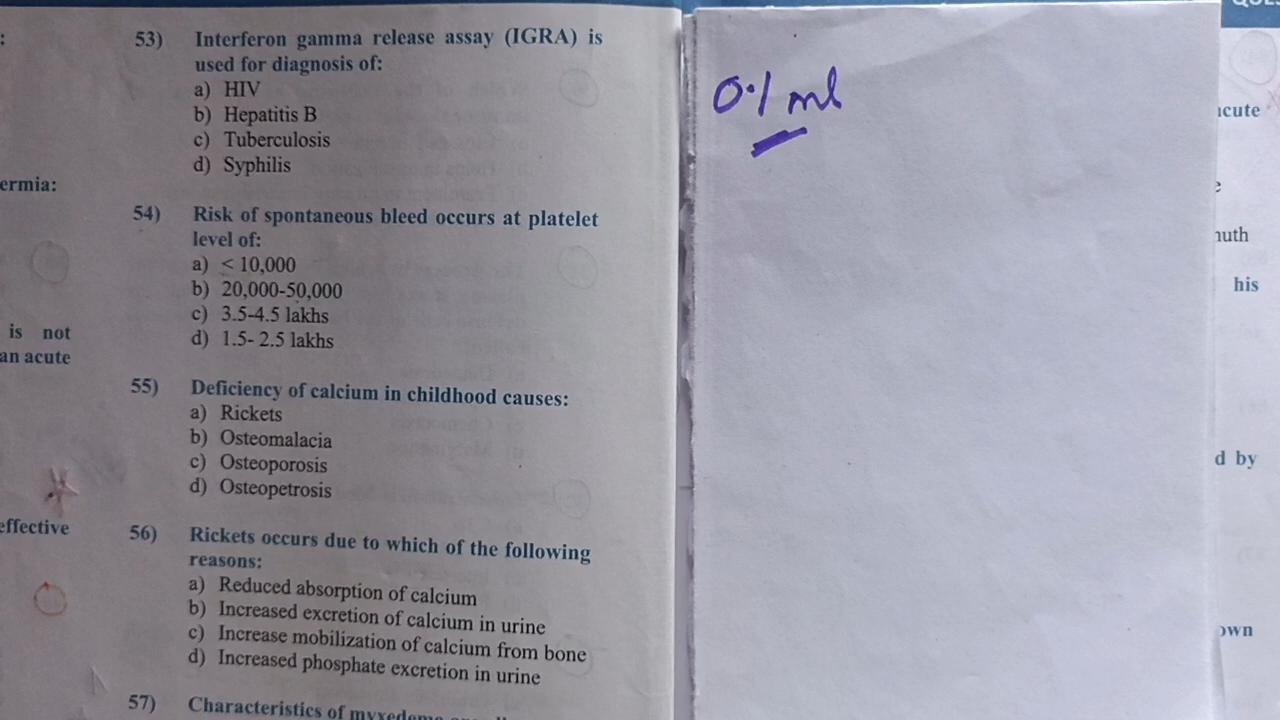 :
ermia:
is not
an acute
effective
53) Interferon gamma release assay (IGRA) is
used for diagnosis of:
a) HIV
b) Hepatitis B
c) Tuberculosis
d) Syphilis
54) Risk of spontaneous bleed occurs at platelet
level of:
a) < 10,000
b) 20,000-50,000
c) 3.5-4.5 lakhs
d) 1.5- 2.5 lakhs
55) Deficiency of calcium in childhood causes:
a) Rickets
b) Osteomalacia
c) Osteoporosis
d) Osteopetrosis
56) Rickets occurs due to which of the following
reasons:
a) Reduced absorption of calcium
b) Increased excretion of calcium in urine
c) Increase mobilization of calcium from bone
d) Increased phosphate excretion in urine
57) Characteristics of myxedema
0.1 ml
cute
outh
his
d by
own